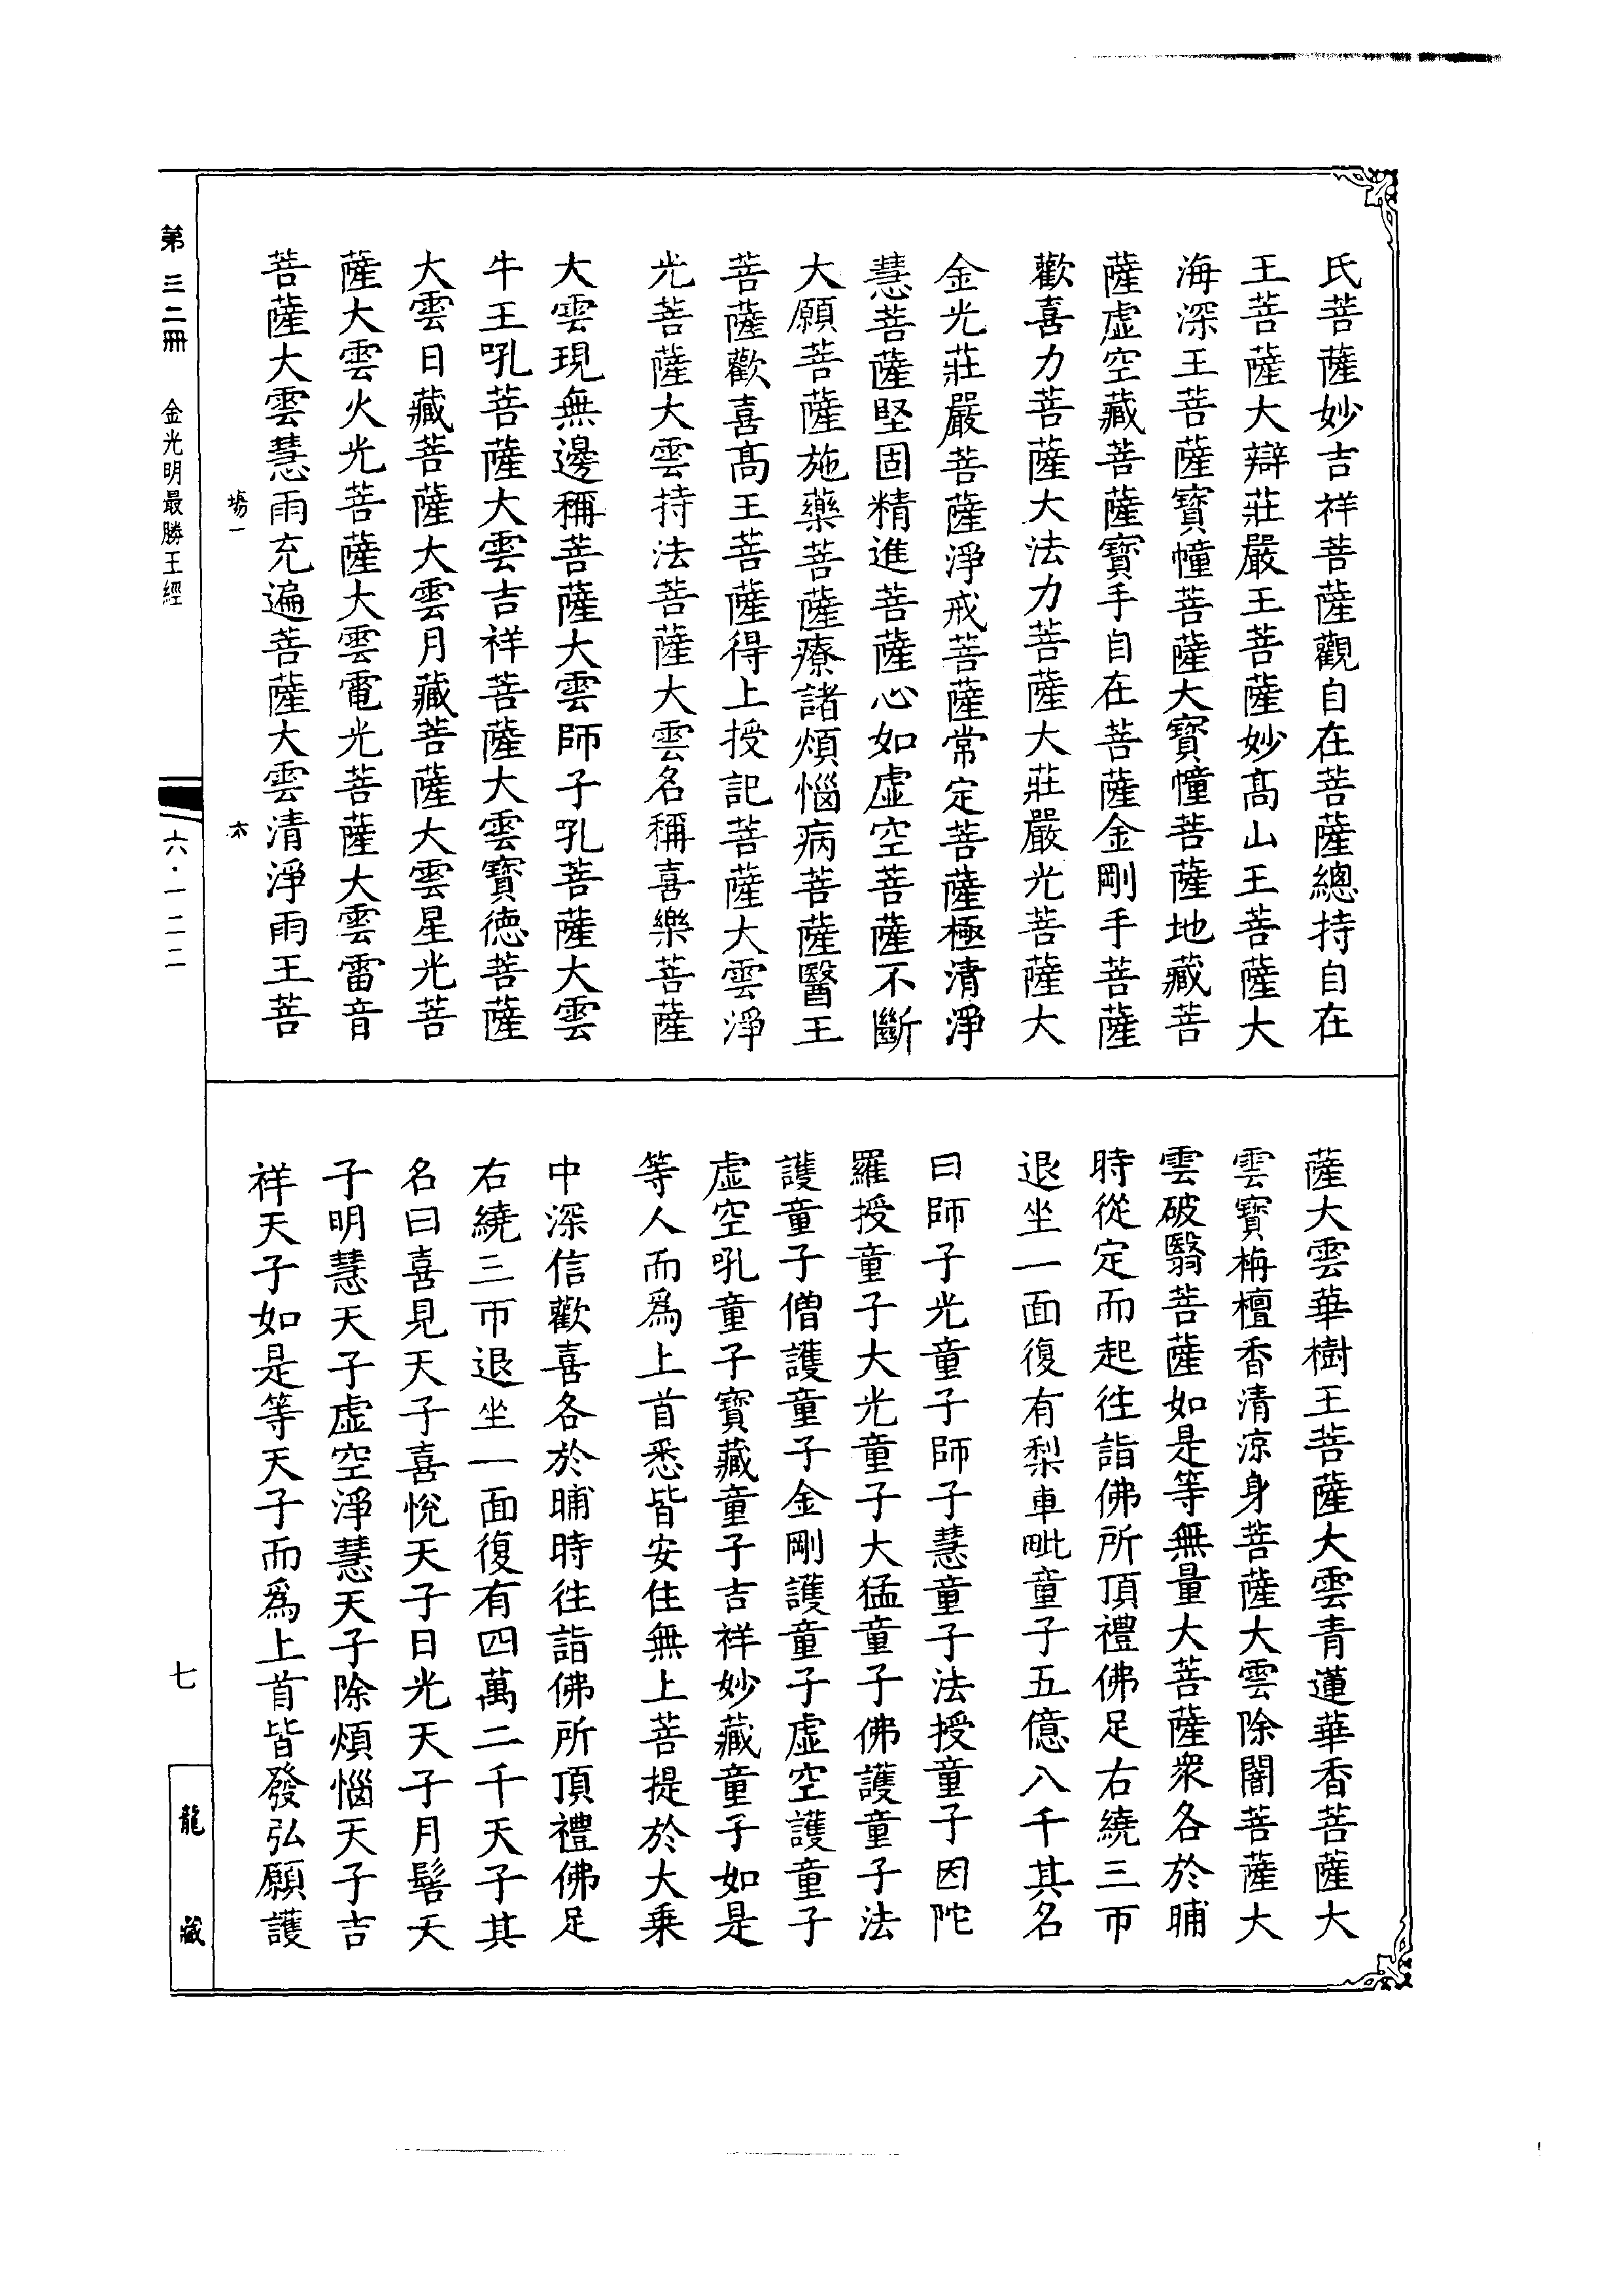 氏菩薩妙吉祥菩薩觀自在菩薩總持自在
王菩薩大辯莊嚴王菩薩妙高山王菩薩大
海深王菩薩寶幢菩薩大寶幢菩薩地藏菩
薩虛空藏菩薩寶手自在菩薩金剛手菩薩
歡喜力菩薩大法力菩薩大莊嚴光菩薩大
金光莊嚴菩薩淨戒菩薩常定菩薩極清淨
慧菩薩堅固精進菩薩心如虛空菩薩不斷
大願菩薩施藥菩薩療諸煩惱病菩薩醫王
菩薩歡喜高王菩薩得上授記菩薩大雲淨
光菩薩大雲持法菩薩大雲名稱喜樂菩薩
大雲現無邊稱菩薩大雲師子吼菩薩大雲
牛王吼菩薩大雲吉祥菩薩大雲寶德菩薩
大雲日藏菩薩大雲月藏菩薩大雲星光菩
薩大雲火光菩薩大雲電光菩薩大雲雷音
菩薩大雲慧雨充遍菩薩大雲清淨雨王菩
薩大雲華樹王菩薩大雲青蓮華香菩薩大
雲寶栴檀香清涼身菩薩大雲除闇菩薩大
雲破翳菩薩如是等無量大菩薩衆各於晡
時從定而起往詣佛所頂禮佛足右繞三帀
退坐一面復有梨車毗童子五億八千其名
曰師子光童子師子慧童子法授童子因陀
羅授童子大光童子大猛童子佛護童子法
護童子僧護童子金剛護童子虛空護童子
虛空吼童子寶藏童子吉祥妙藏童子如是
等人而爲上首悉皆安住無上菩提於大乘
中深信歡喜各於晡時往詣佛所頂禮佛足
右繞三帀退坐一面復有四萬二千天子其
名曰喜見天子喜悅天子日光天子月髻天
子明慧天子虛空淨慧天子除煩惱天子吉
祥天子如是等天子而爲上首皆發弘願護
第三二冊 金光明最勝王經
六·一二二
七
龍藏